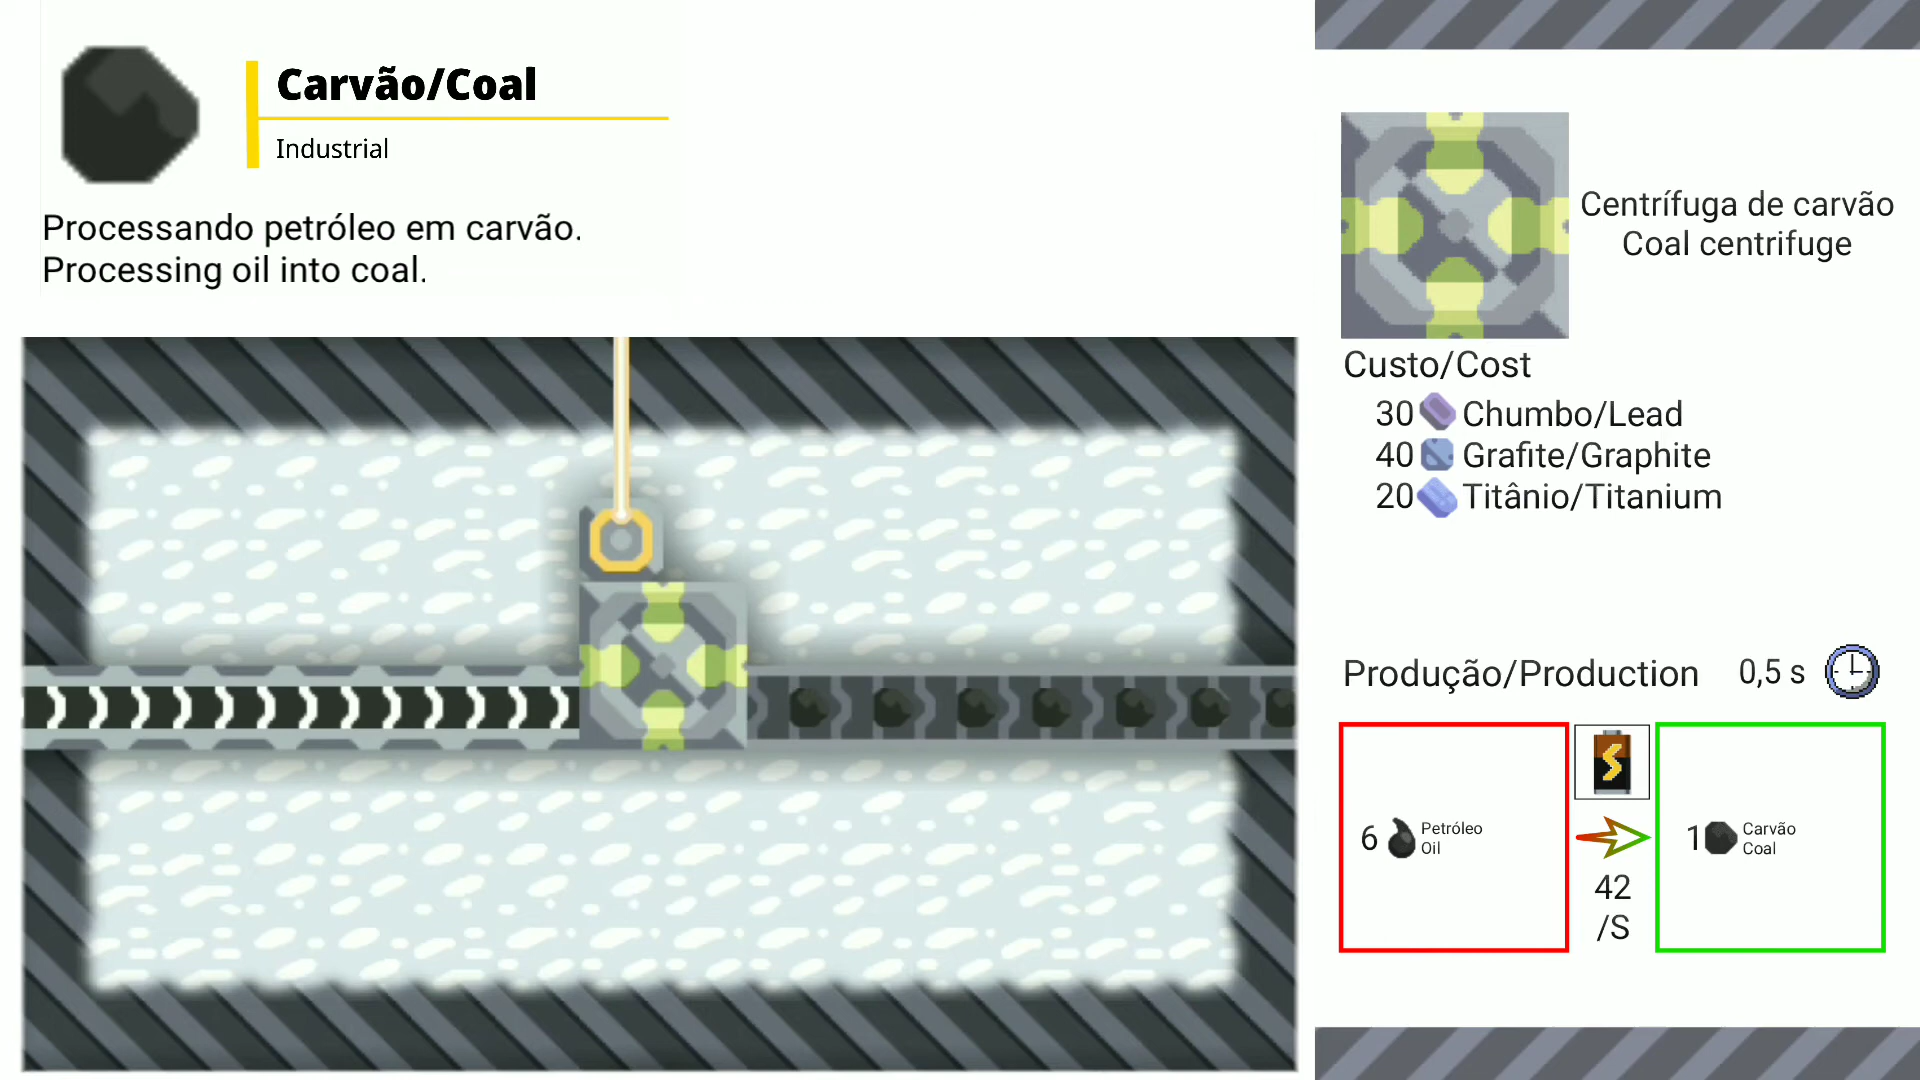 Carvão/Coal
Industrial
Processando petróleo em carvão.
Processing oil into coal.
Centrífuga de carvão
Coal centrifuge
Custo/Cost
30 Chumbo/Lead
40 Grafite/Graphite
20 Titânio/Titanium
Produção/Production 0,5 s
6 Petróleo
Oil
42
/S
1 Carvão
Coal